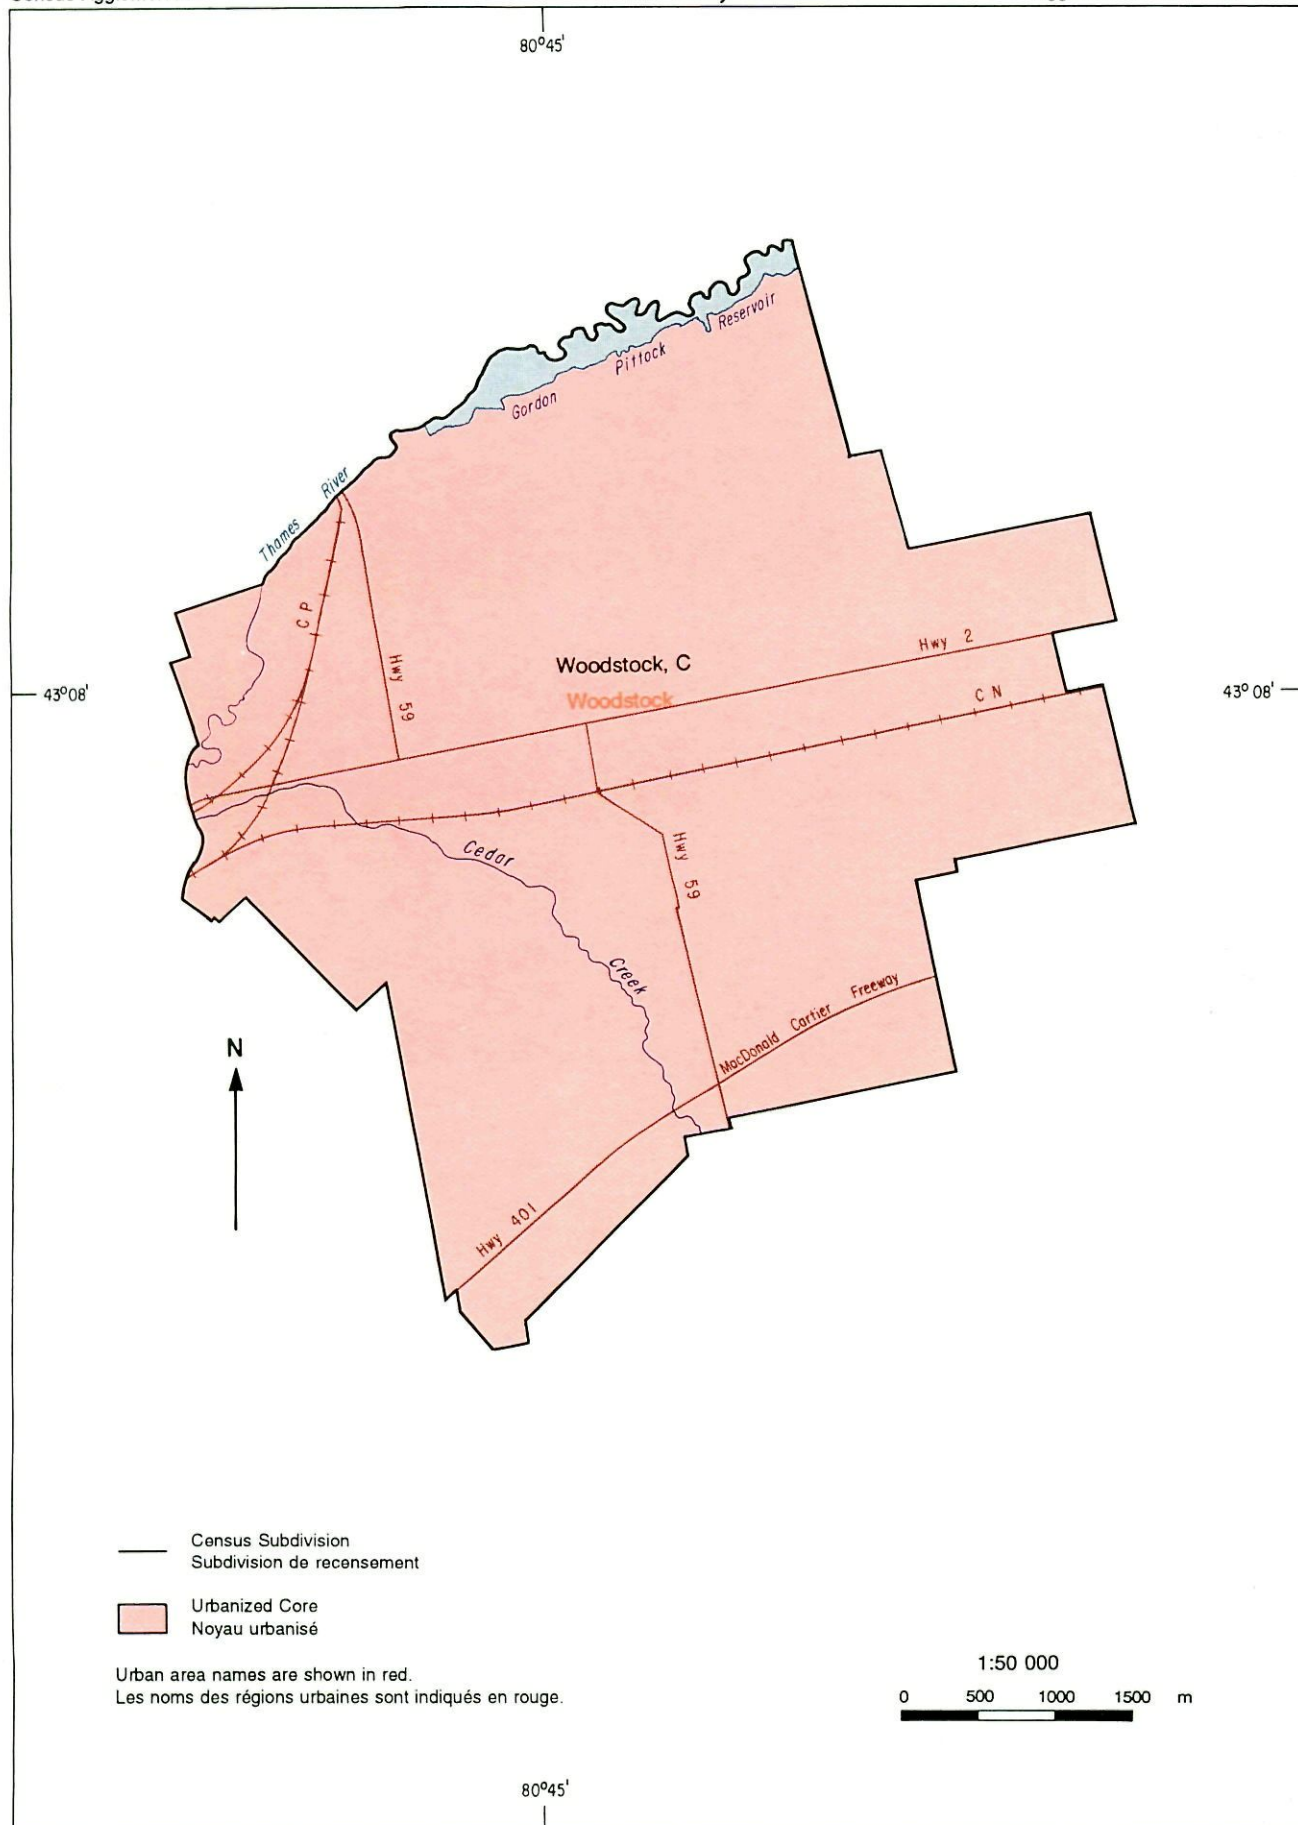 80°45'
Reservoir
Pittock
Gordon
River
Thames
C P
Hwy 2
Woodstock, C
Hwy 59
43°08'
43°08'
Woodstock
C N
Hwy 59
Cedar
Creek
MacDonald Cartier Freeway
N
Hwy 401
Census Subdivision
Subdivision de recensement
Urbanized Core
Noyau urbanisé
Urban area names are shown in red.
Les noms des régions urbaines sont indiqués en rouge.
1:50 000
0 500 1000 1500 m
80°45'